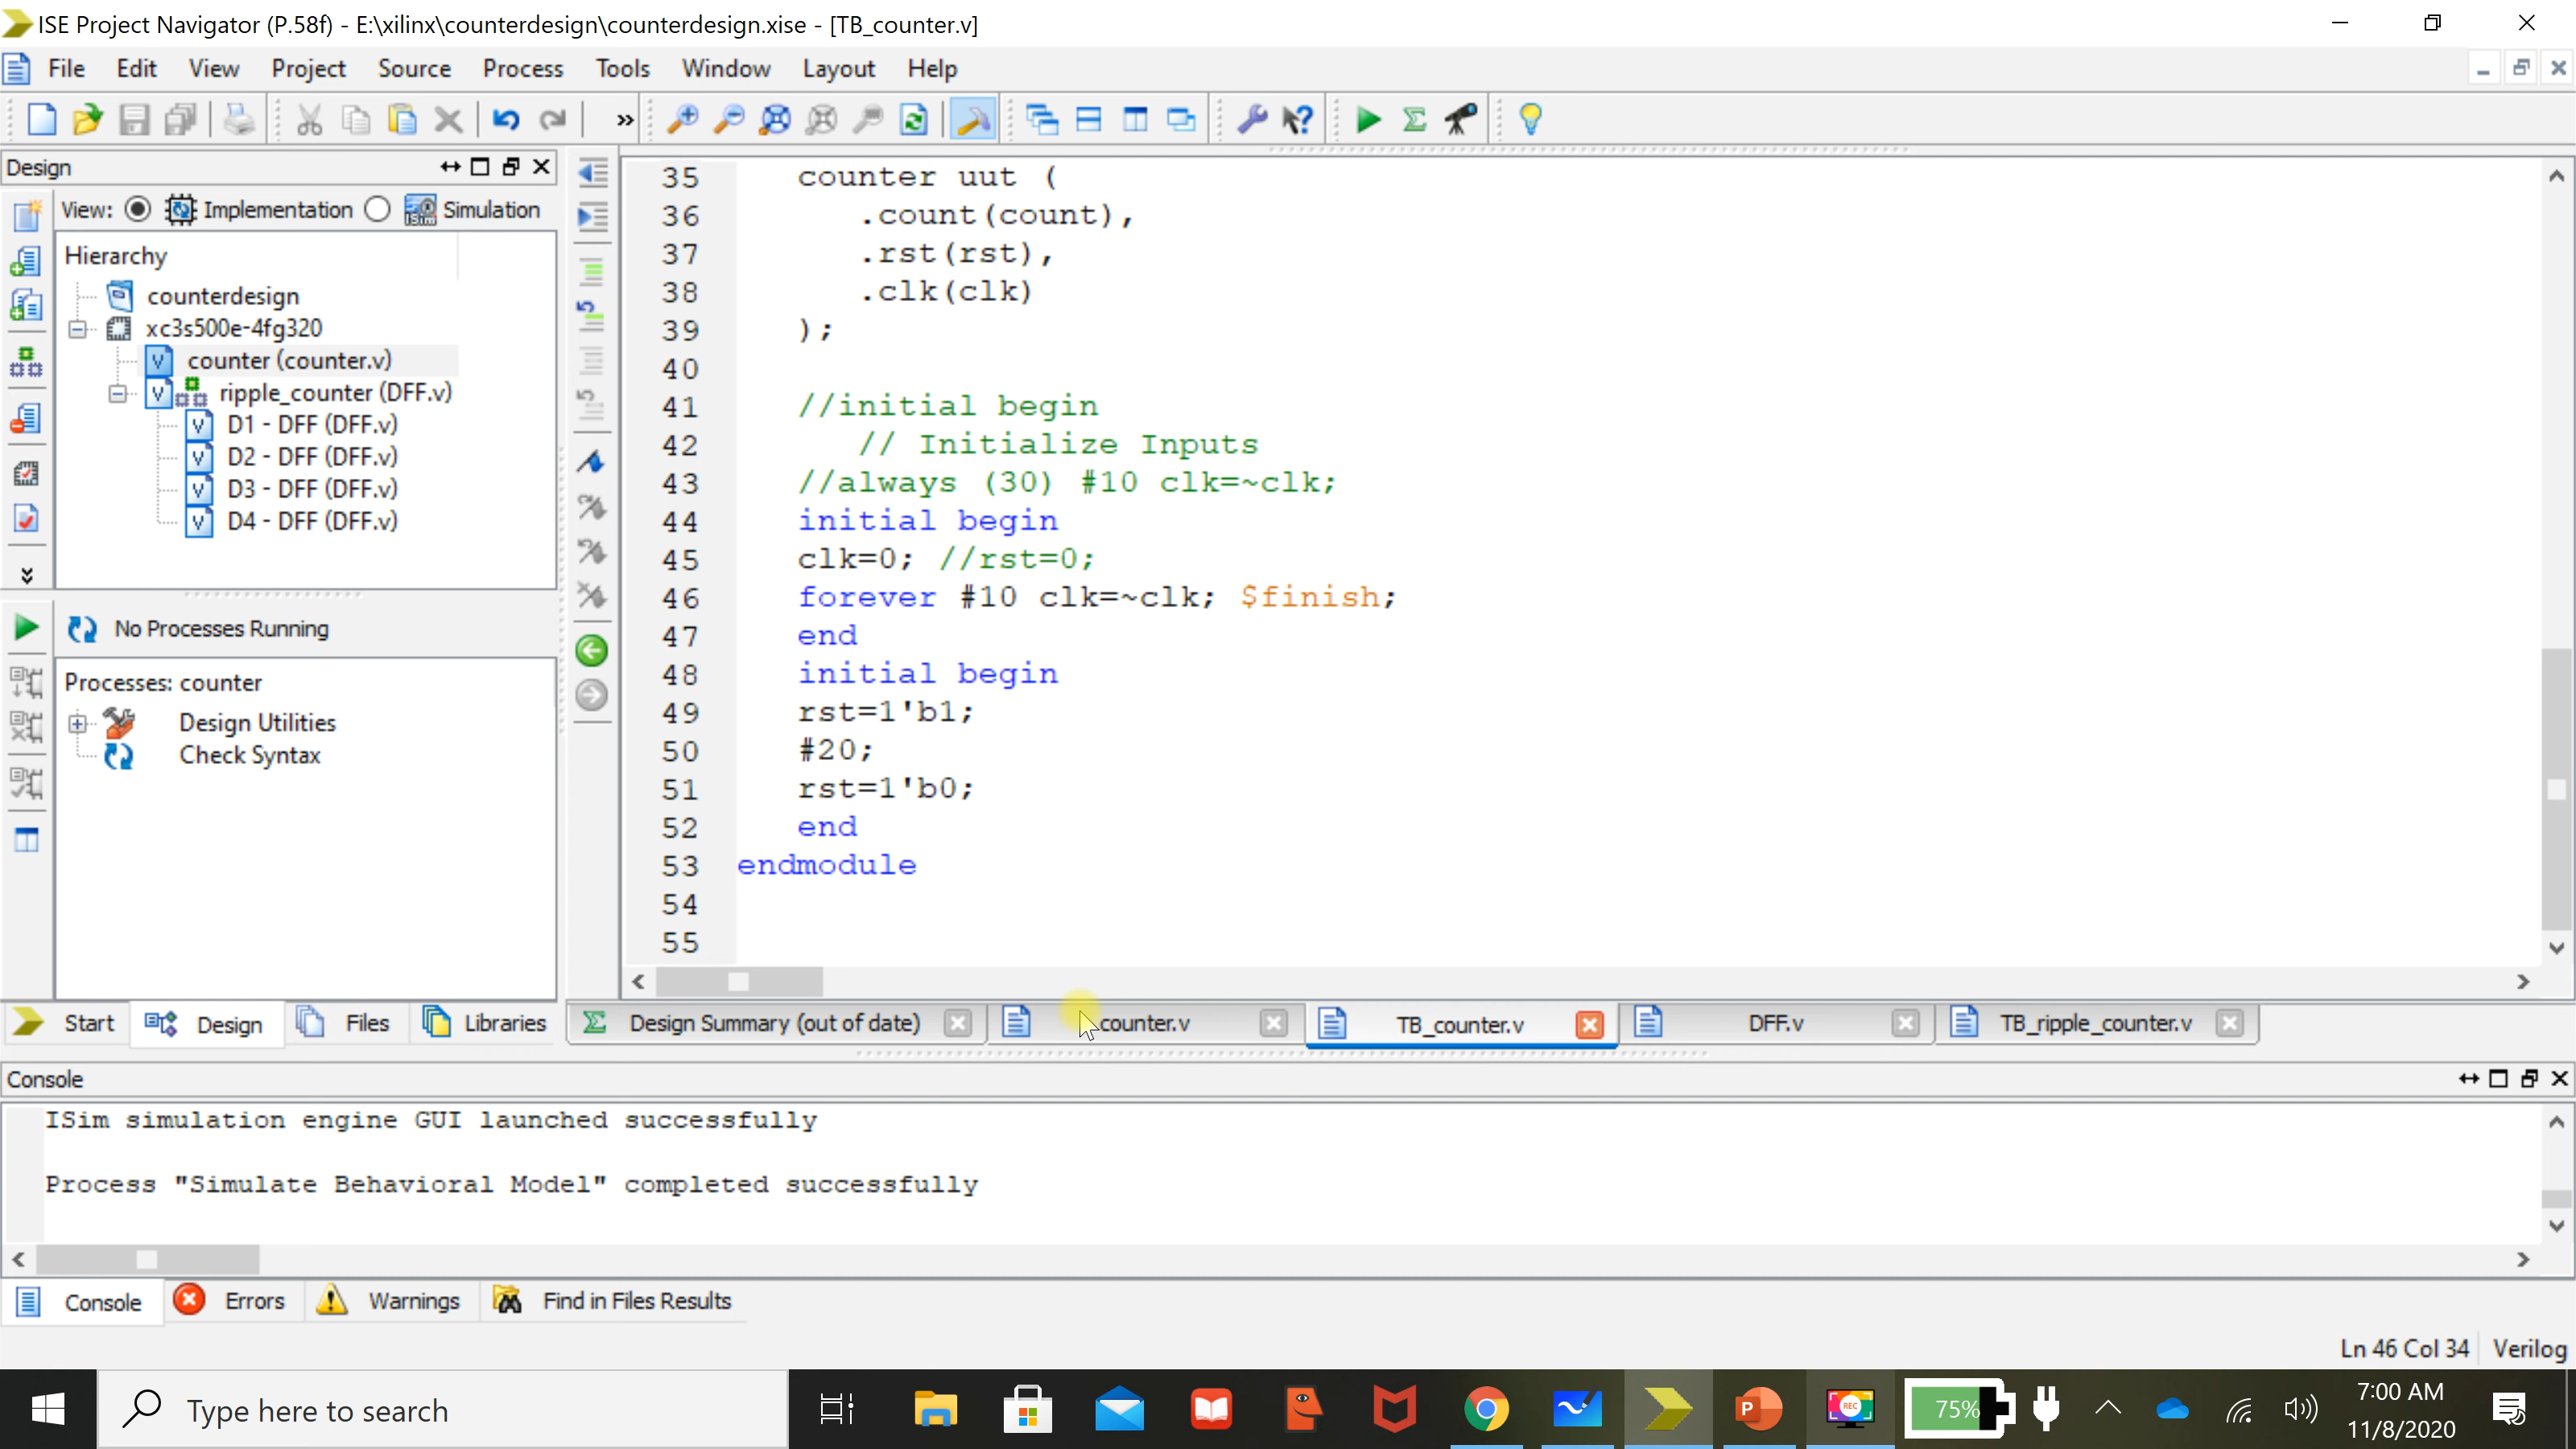 ISE Project Navigator (P.58f) - E:\xilinx\counterdesign\counterdesign.xise - [TB_counter.v]
File Edit View Project Source Process Tools Window Layout Help
Design
View: Implementation Simulation
Hierarchy
counterdesign
xc3s500e-4fg320
counter (counter.v)
ripple_counter (DFF.v)
D1 - DFF (DFF.v)
D2 - DFF (DFF.v)
D3 - DFF (DFF.v)
D4 - DFF (DFF.v)
No Processes Running
Processes: counter
Design Utilities
Check Syntax
Start Design Files Libraries
35 counter uut (
36 .count(count),
37 .rst(rst),
38 .clk(clk)
39 );
40
41 //initial begin
42 // Initialize Inputs
43 //always (30) #10 clk=~clk;
44 initial begin
45 clk=0; //rst=0;
46 forever #10 clk=~clk; $finish;
47 end
48 initial begin
49 rst=1'b1;
50 #20;
51 rst=1'b0;
52 end
53 endmodule
54
55
Design Summary (out of date) counter.v TB_counter.v DFF.v TB_ripple_counter.v
Console
ISim simulation engine GUI launched successfully
Process "Simulate Behavioral Model" completed successfully
Console Errors Warnings Find in Files Results
Ln 46 Col 34 Verilog
Type here to search
75%
7:00 AM
11/8/2020